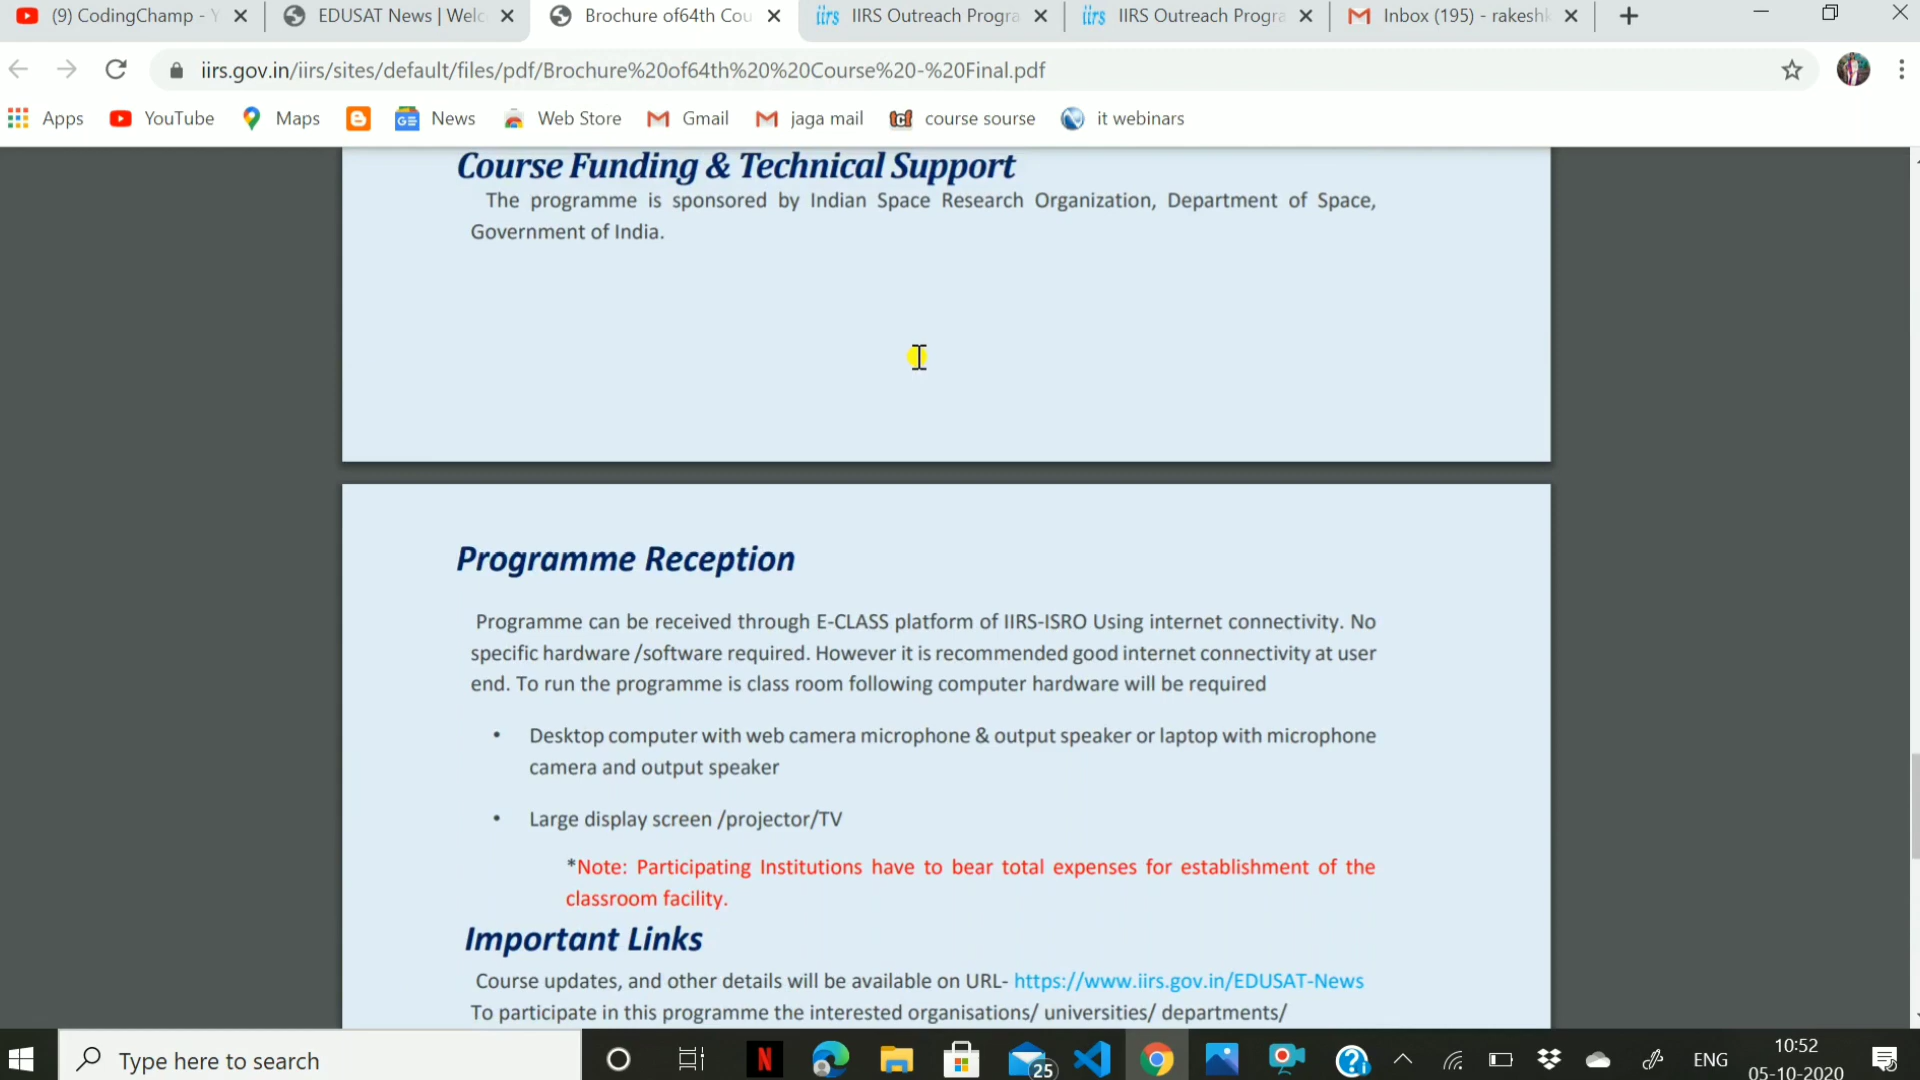 (9) CodingChamp - Y
EDUSAT News | Welc
Brochure of64th Cou
iirs IIRS Outreach Progra
iirs IIRS Outreach Progra
Inbox (195) - rakeshk
iirs.gov.in/iirs/sites/default/files/pdf/Brochure%20of64th%20%20Course%20-%20Final.pdf
Apps YouTube Maps News Web Store Gmail jaga mail tcf course sourse it webinars
Course Funding & Technical Support
The programme is sponsored by Indian Space Research Organization, Department of Space,
Government of India.
Programme Reception
Programme can be received through E-CLASS platform of IIRS-ISRO Using internet connectivity. No
specific hardware /software required. However it is recommended good internet connectivity at user
end. To run the programme is class room following computer hardware will be required
• Desktop computer with web camera microphone & output speaker or laptop with microphone
camera and output speaker
• Large display screen /projector/TV
*Note: Participating Institutions have to bear total expenses for establishment of the
classroom facility.
Important Links
Course updates, and other details will be available on URL- https://www.iirs.gov.in/EDUSAT-News
To participate in this programme the interested organisations/ universities/ departments/
Type here to search
25
ENG
10:52
05-10-2020